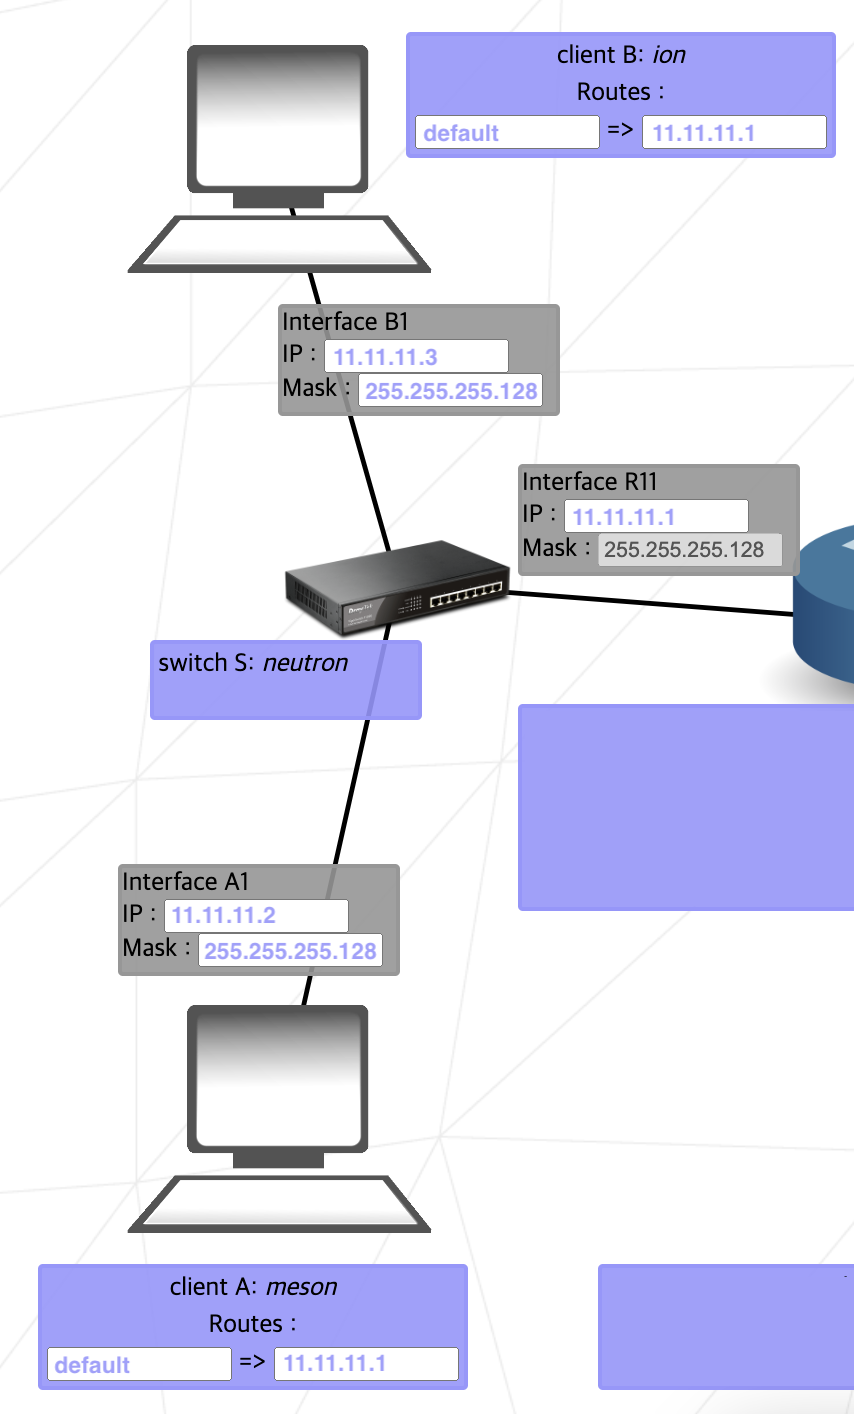 client B: ion
Routes :
default => 11.11.11.1
Interface B1
IP : 11.11.11.3
Mask : 255.255.255.128
Interface R11
IP : 11.11.11.1
Mask : 255.255.255.128
switch S: neutron
Interface A1
IP : 11.11.11.2
Mask : 255.255.255.128
client A: meson
Routes :
default => 11.11.11.1